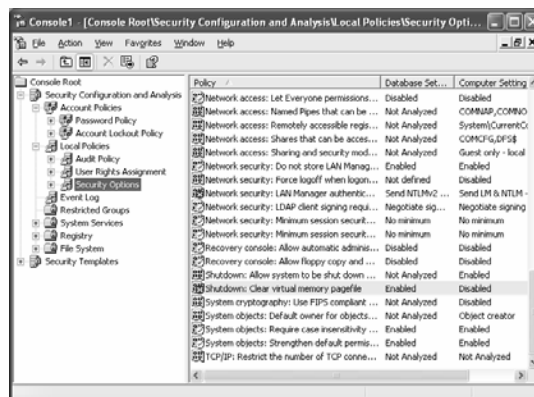 Console1 - [Console Root\Security Configuration and Analysis\Local Policies\Security Opti...
File Action View Favorites Window Help
Console Root
Security Configuration and Analysis
Account Policies
Password Policy
Account Lockout Policy
Local Policies
Audit Policy
User Rights Assignment
Security Options
Event Log
Restricted Groups
System Services
Registry
File System
Security Templates
Policy Database Set... Computer Setting
Network access: Let Everyone permissions... Disabled Disabled
Network access: Named Pipes that can be ... Not Analyzed COMNAP,COMNO
Network access: Remotely accessible regis... Not Analyzed System\CurrentCo
Network access: Shares that can be acces... Not Analyzed COMCFG,DFS$
Network access: Sharing and security mod... Not Analyzed Guest only - local
Network security: Do not store LAN Manag... Enabled Enabled
Network security: Force logoff when logon... Not defined Disabled
Network security: LAN Manager authentic... Send NTLMv2 ... Send LM & NTLM -
Network security: LDAP client signing requi... Negotiate sig... Negotiate signing
Network security: Minimum session securit... No minimum No minimum
Network security: Minimum session securit... No minimum No minimum
Recovery console: Allow automatic adminis... Disabled Disabled
Recovery console: Allow floppy copy and ... Disabled Disabled
Shutdown: Allow system to be shut down ... Not Analyzed Enabled
Shutdown: Clear virtual memory pagefile Enabled Disabled
System cryptography: Use FIPS compliant ... Not Analyzed Disabled
System objects: Default owner for objects... Not Analyzed Object creator
System objects: Require case insensitivity ... Enabled Enabled
System objects: Strengthen default permis... Enabled Enabled
TCP/IP: Restrict the number of TCP conne... Not Analyzed Not Analyzed